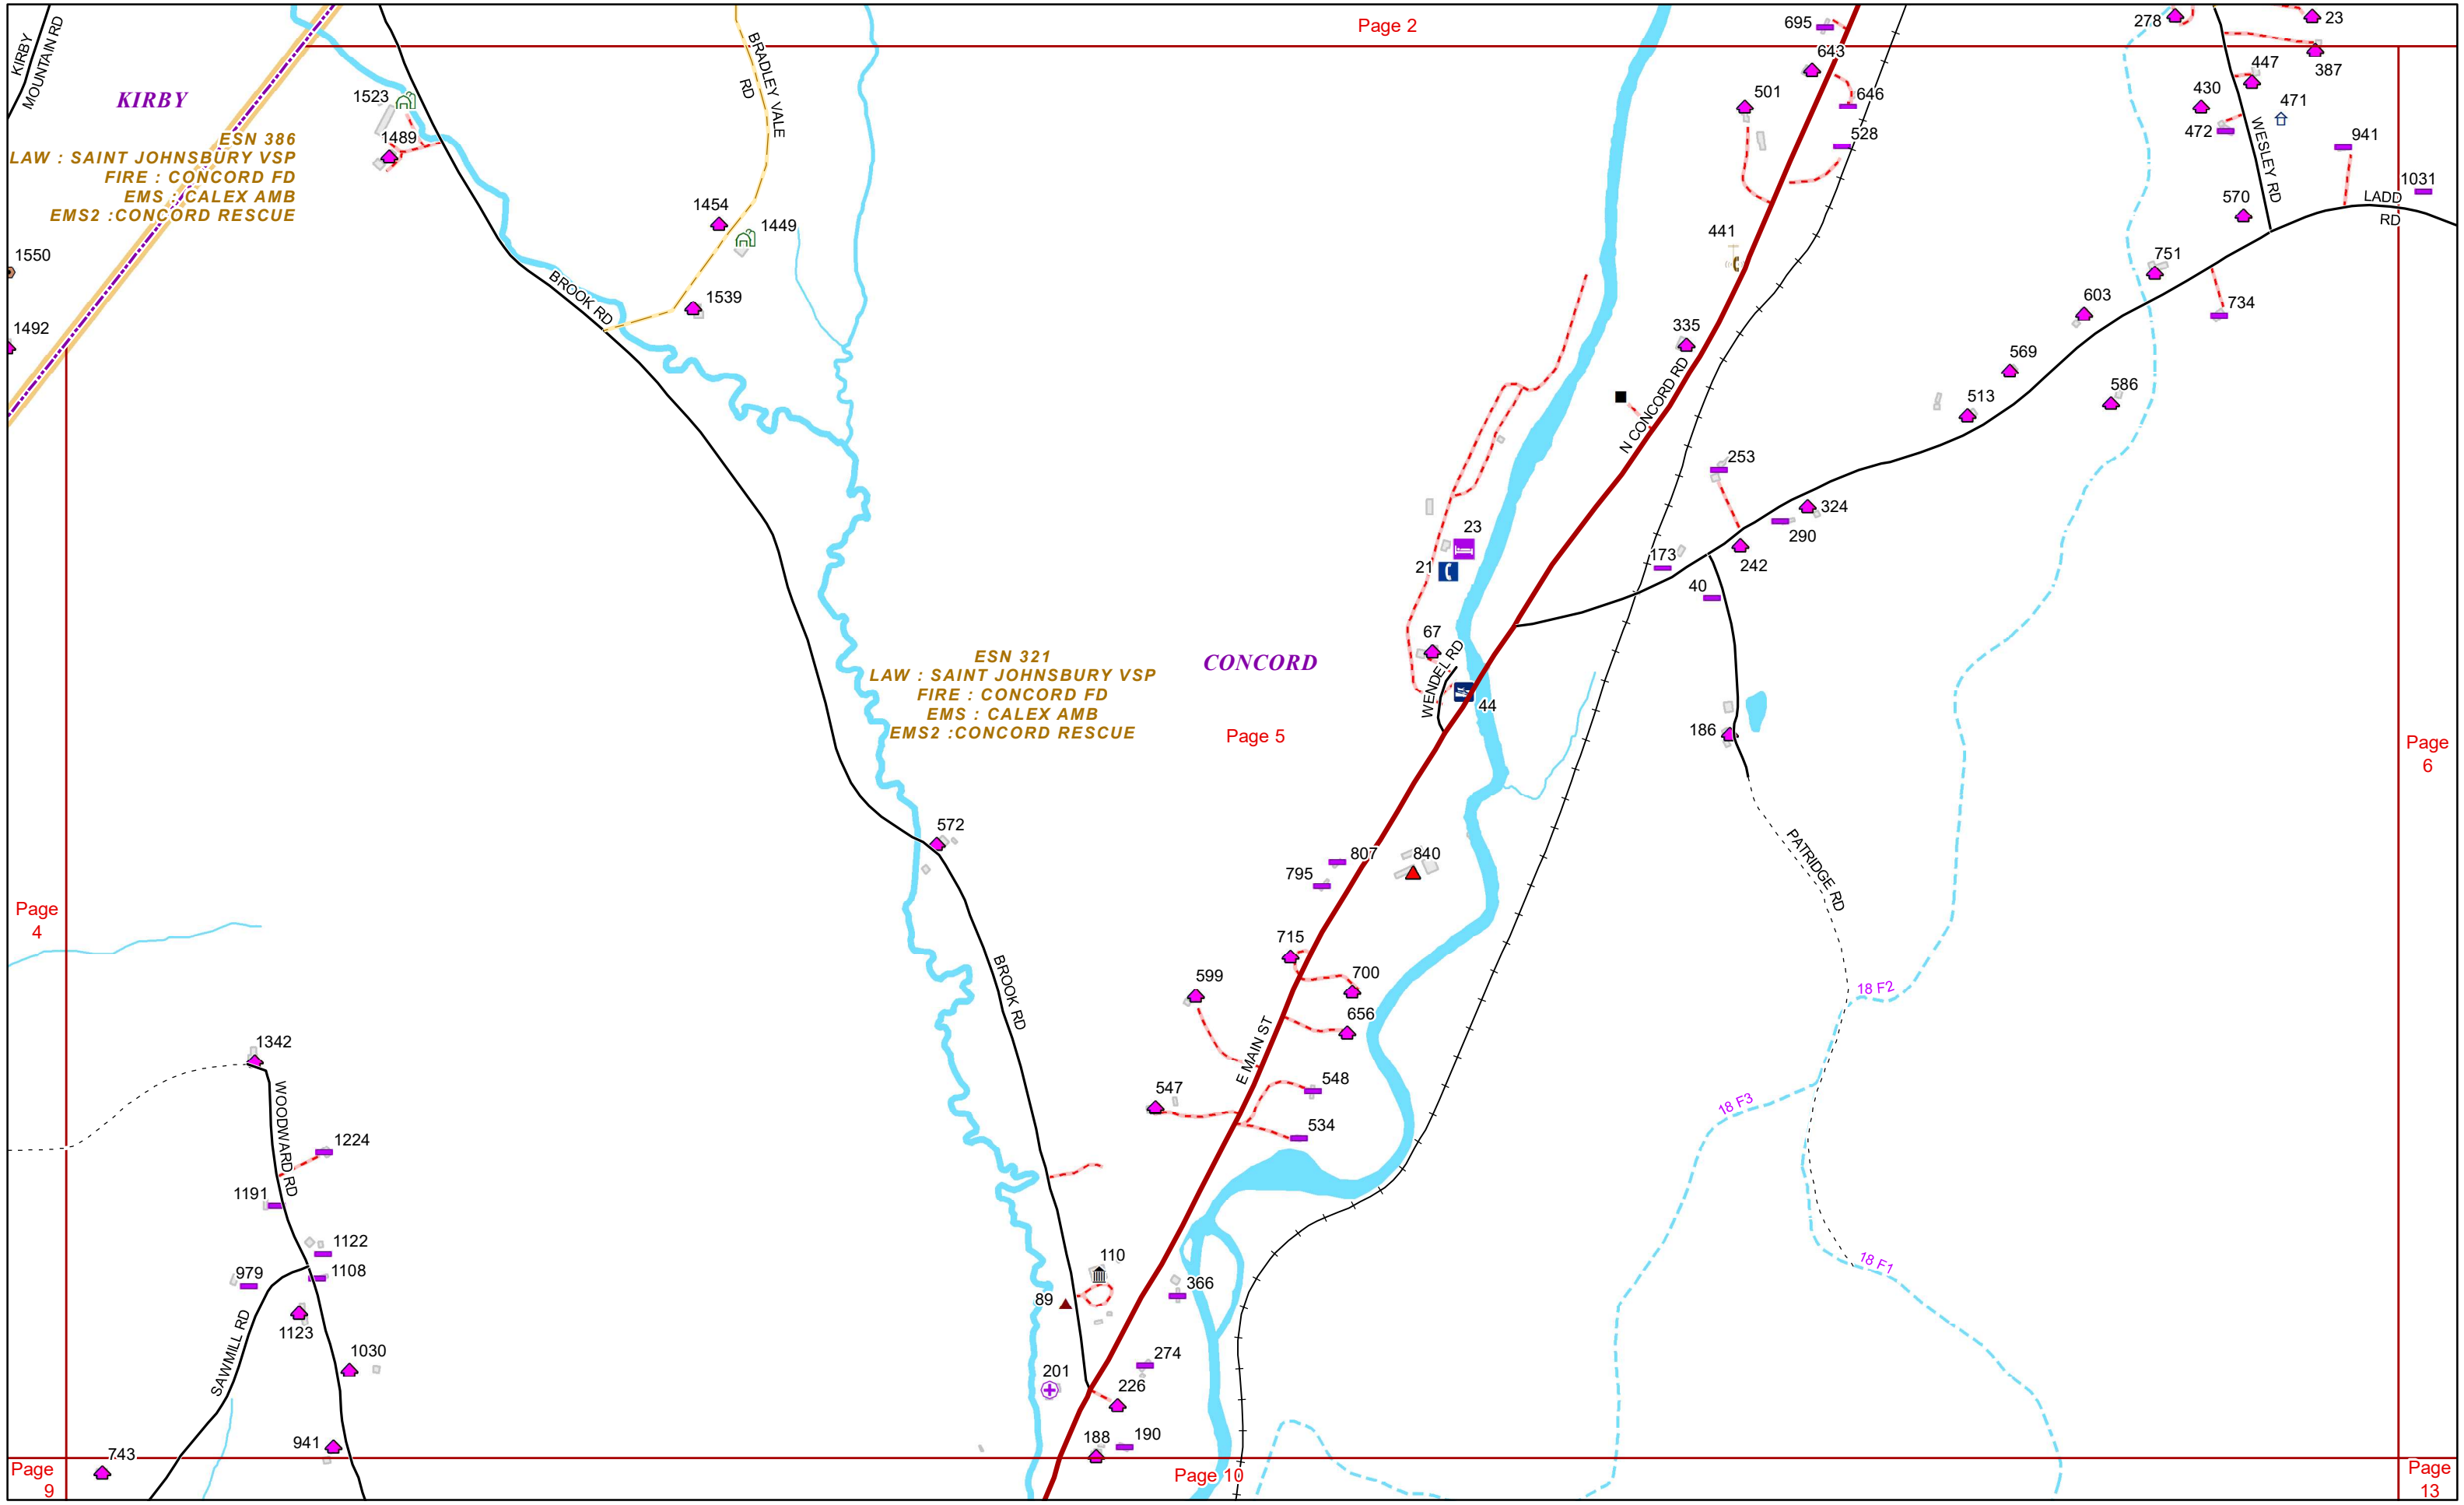 Page 2
695
643
646
501
528
278
23
387
447
430
471
472
WESLEY RD
941
1031
LADD
RD
570
KIRBY
MOUNTAIN RD
KIRBY
1523
1489
BRADLEY VALE
RD
ESN 386
LAW : SAINT JOHNSBURY VSP
FIRE : CONCORD FD
EMS : CALEX AMB
EMS2 :CONCORD RESCUE
1454
1449
1539
1550
1492
BROOK RD
441
335
N CONCORD RD
751
734
603
569
513
586
253
324
290
242
173
40
23
21
67
WENDEL RD
44
186
ESN 321
LAW : SAINT JOHNSBURY VSP
FIRE : CONCORD FD
EMS : CALEX AMB
EMS2 :CONCORD RESCUE
CONCORD
Page 5
Page
6
572
807
795
840
PATRIDGE RD
Page
4
BROOK RD
715
700
599
656
E MAIN ST
548
547
534
18 F2
18 F3
18 F1
1342
WOODWARD RD
1224
1191
1122
1108
979
1123
SAWMILL RD
1030
941
743
110
89
366
274
201
226
188
190
Page
9
Page 10
Page
13